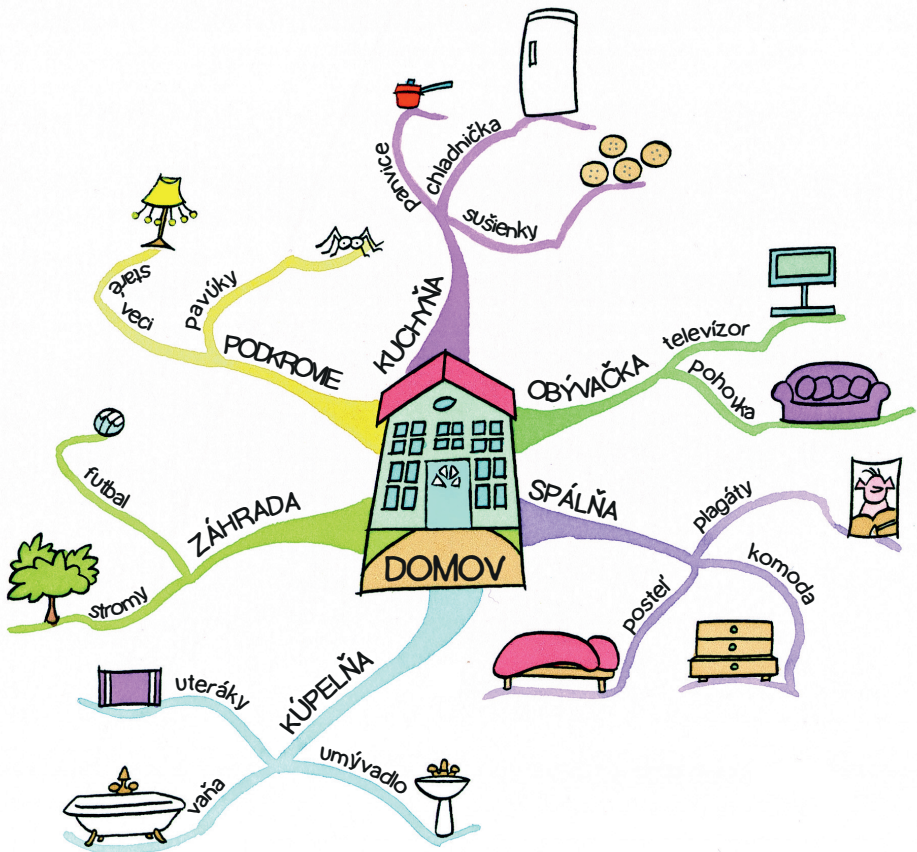 DOMOV
KUCHYŇA
panvice
chladnička
sušienky
OBÝVAČKA
televízor
pohovka
SPÁLŇA
plagáty
komoda
posteľ
KÚPEĽŇA
umývadlo
vaňa
uteráky
ZÁHRADA
stromy
futbal
PODKROVIE
staré
veci
pavúky